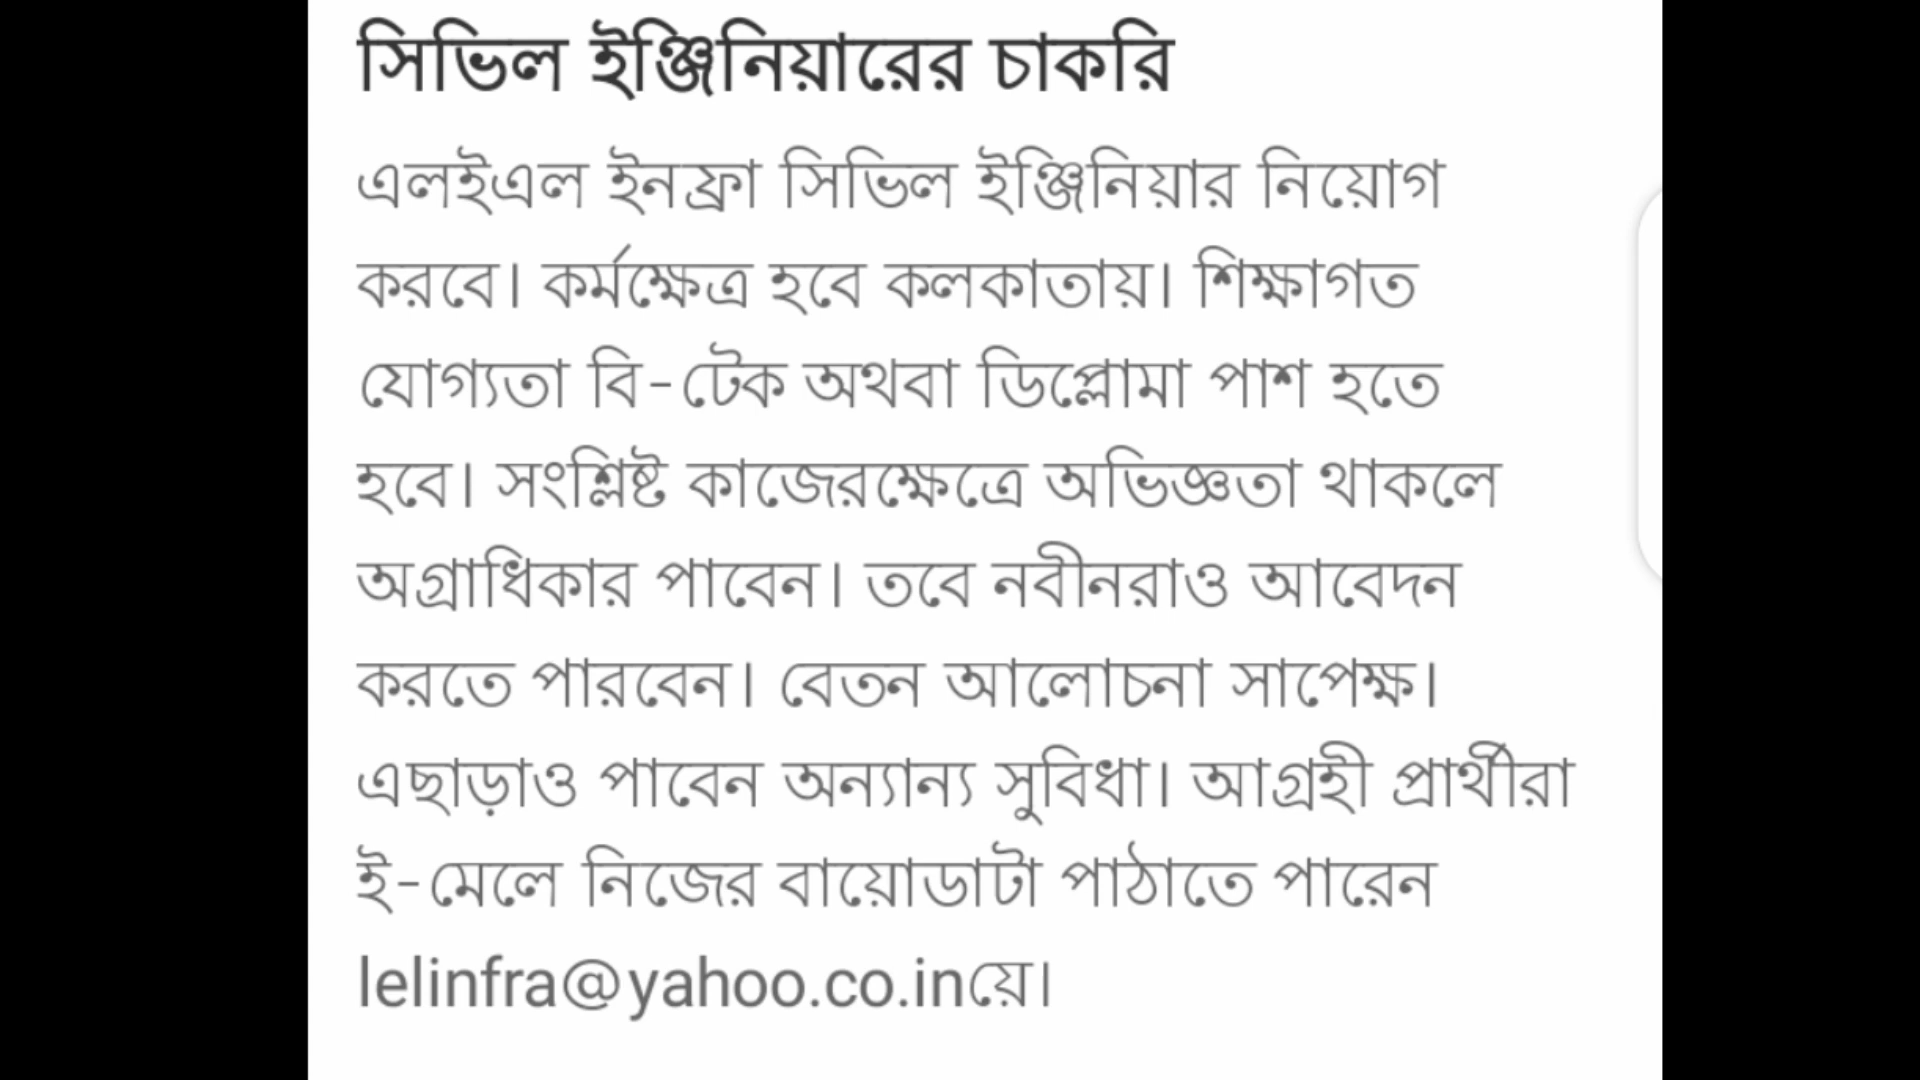 সিভিল ইঞ্জিনিয়ারের চাকরি
এলইএল ইনফ্রা সিভিল ইঞ্জিনিয়ার নিয়োগ
করবে। কর্মক্ষেত্র হবে কলকাতায়। শিক্ষাগত
যোগ্যতা বি-টেক অথবা ডিপ্লোমা পাশ হতে
হবে। সংশ্লিষ্ট কাজেরক্ষেত্রে অভিজ্ঞতা থাকলে
অগ্রাধিকার পাবেন। তবে নবীনরাও আবেদন
করতে পারবেন। বেতন আলোচনা সাপেক্ষ।
এছাড়াও পাবেন অন্যান্য সুবিধা। আগ্রহী প্রার্থীরা
ই-মেলে নিজের বায়োডাটা পাঠাতে পারেন
lelinfra@yahoo.co.inয়ে।